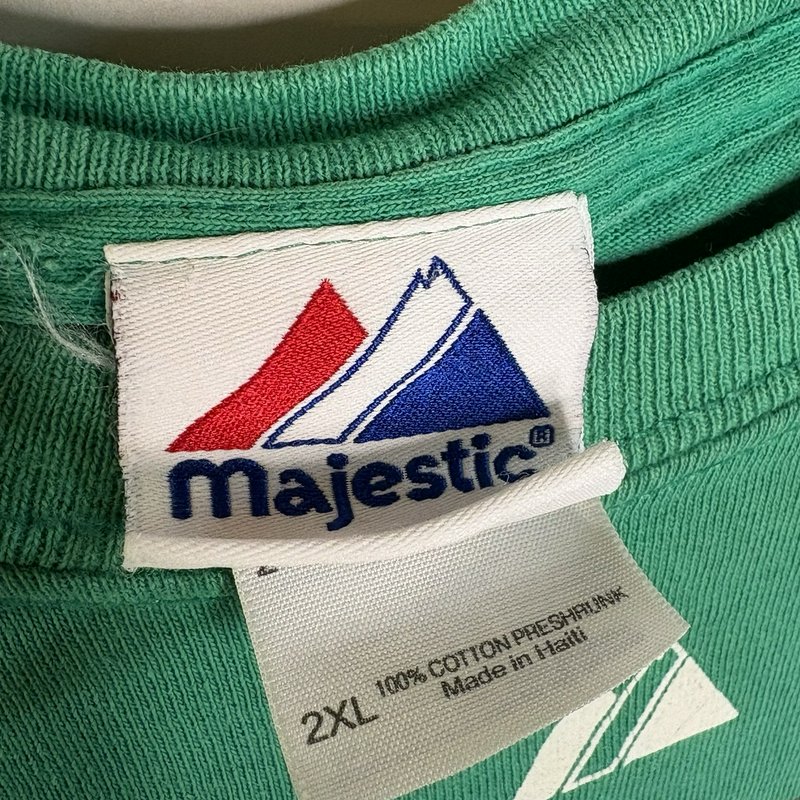 majestic®
100% COTTON PRESHRUNK
2XL
Made in Haiti